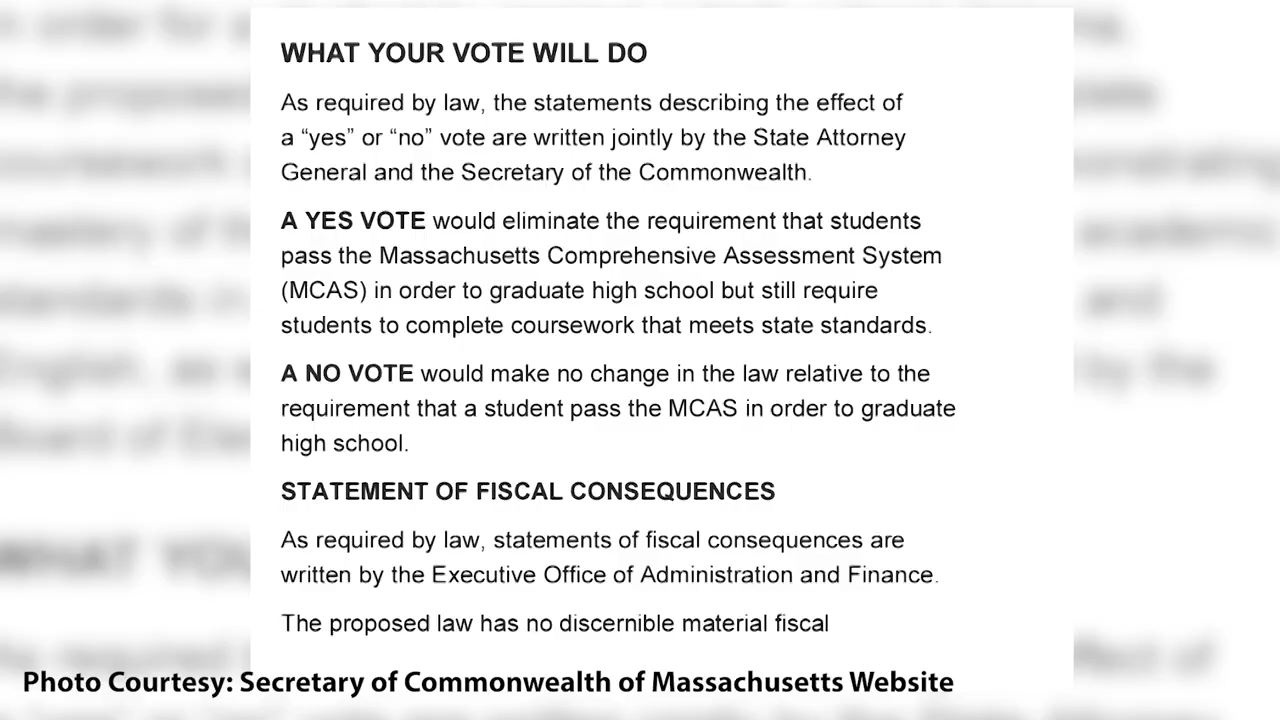 WHAT YOUR VOTE WILL DO
As required by law, the statements describing the effect of
a “yes” or “no” vote are written jointly by the State Attorney
General and the Secretary of the Commonwealth.
A YES VOTE would eliminate the requirement that students
pass the Massachusetts Comprehensive Assessment System
(MCAS) in order to graduate high school but still require
students to complete coursework that meets state standards.
A NO VOTE would make no change in the law relative to the
requirement that a student pass the MCAS in order to graduate
high school.
STATEMENT OF FISCAL CONSEQUENCES
As required by law, statements of fiscal consequences are
written by the Executive Office of Administration and Finance.
The proposed law has no discernible material fiscal
Photo Courtesy: Secretary of Commonwealth of Massachusetts Website